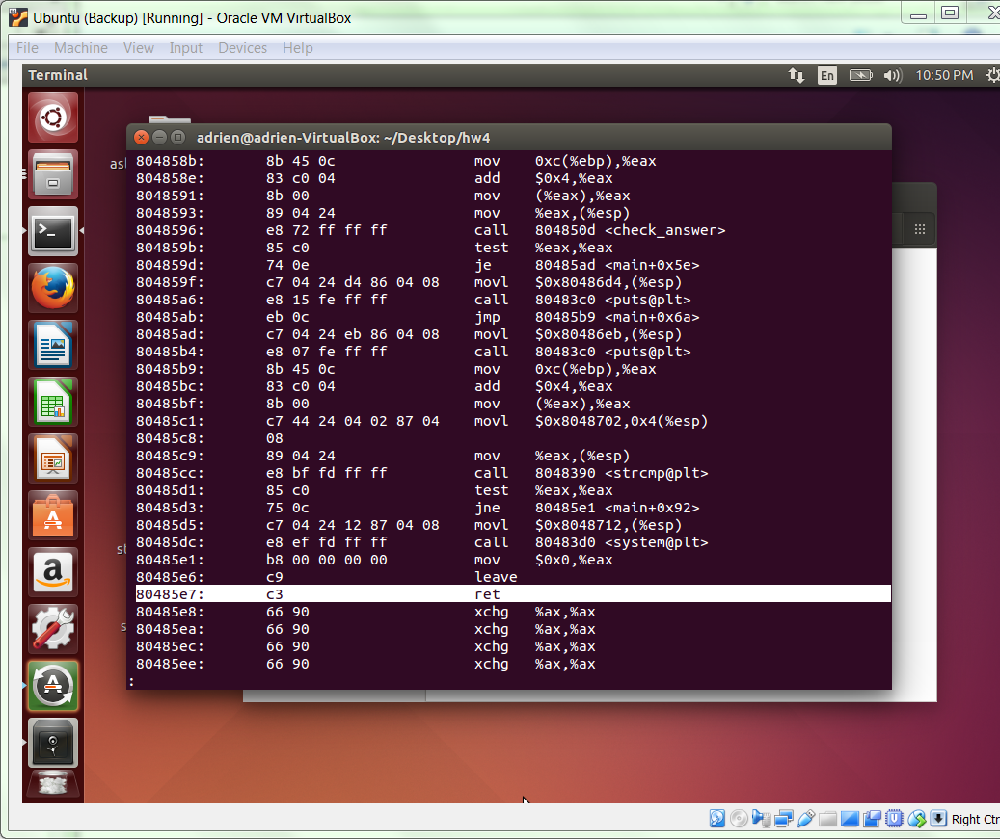 Ubuntu (Backup) [Running] - Oracle VM VirtualBox
File Machine View Input Devices Help
Terminal En 10:50 PM
adrien@adrien-VirtualBox: ~/Desktop/hw4
804858b: 8b 45 0c mov 0xc(%ebp),%eax
804858e: 83 c0 04 add $0x4,%eax
8048591: 8b 00 mov (%eax),%eax
8048593: 89 04 24 mov %eax,(%esp)
8048596: e8 72 ff ff ff call 804850d <check_answer>
804859b: 85 c0 test %eax,%eax
804859d: 74 0e je 80485ad <main+0x5e>
804859f: c7 04 24 d4 86 04 08 movl $0x80486d4,(%esp)
80485a6: e8 15 fe ff ff call 80483c0 <puts@plt>
80485ab: eb 0c jmp 80485b9 <main+0x6a>
80485ad: c7 04 24 eb 86 04 08 movl $0x80486eb,(%esp)
80485b4: e8 07 fe ff ff call 80483c0 <puts@plt>
80485b9: 8b 45 0c mov 0xc(%ebp),%eax
80485bc: 83 c0 04 add $0x4,%eax
80485bf: 8b 00 mov (%eax),%eax
80485c1: c7 44 24 04 02 87 04 movl $0x8048702,0x4(%esp)
80485c8: 08
80485c9: 89 04 24 mov %eax,(%esp)
80485cc: e8 bf fd ff ff call 8048390 <strcmp@plt>
80485d1: 85 c0 test %eax,%eax
80485d3: 75 0c jne 80485e1 <main+0x92>
80485d5: c7 04 24 12 87 04 08 movl $0x8048712,(%esp)
80485dc: e8 ef fd ff ff call 80483d0 <system@plt>
80485e1: b8 00 00 00 00 mov $0x0,%eax
80485e6: c9 leave
80485e7: c3 ret
80485e8: 66 90 xchg %ax,%ax
80485ea: 66 90 xchg %ax,%ax
80485ec: 66 90 xchg %ax,%ax
80485ee: 66 90 xchg %ax,%ax
:
Right Ctr